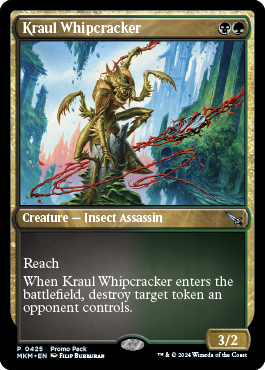 Kraul Whipcracker
Creature — Insect Assassin
Reach
When Kraul Whipcracker enters the
battlefield, destroy target token an
opponent controls.
3/2
P 0425 Promo Pack
MKM • EN Filip Burburan
™ & © 2024 Wizards of the Coast